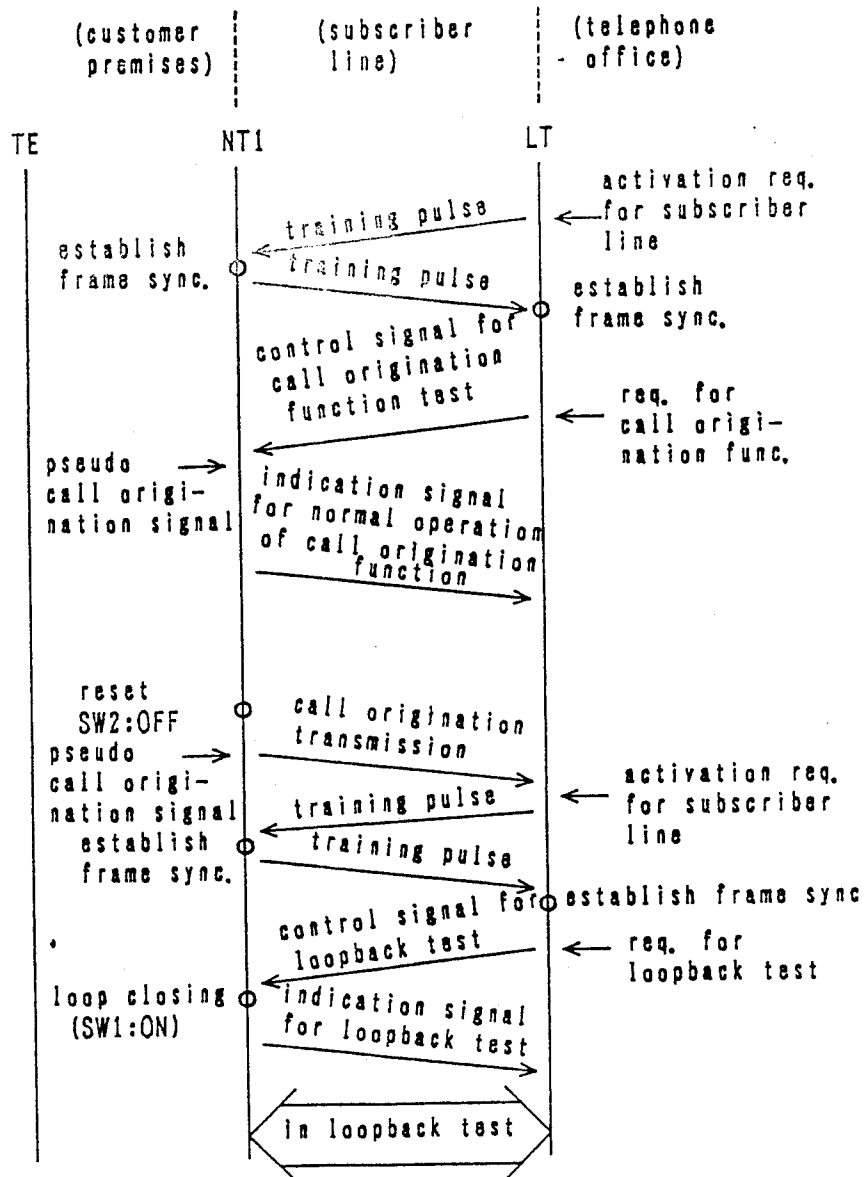 (customer premises)
(subscriber line)
(telephone office)
TE
NT1
LT
activation req.
for subscriber
line
training pulse
establish
frame sync.
training pulse
establish
frame sync.
control signal for
call origination
function test
req. for
call origi-
nation func.
pseudo
call origi-
nation signal
indication signal
for normal operation
of call origination
function
reset
SW2:OFF
call origination
transmission
pseudo
call origi-
nation signal
activation req.
for subscriber
line
training pulse
establish
frame sync.
training pulse
establish frame sync
control signal for
loopback test
req. for
loopback test
loop closing
(SW1:ON)
indication signal
for loopback test
in loopback test